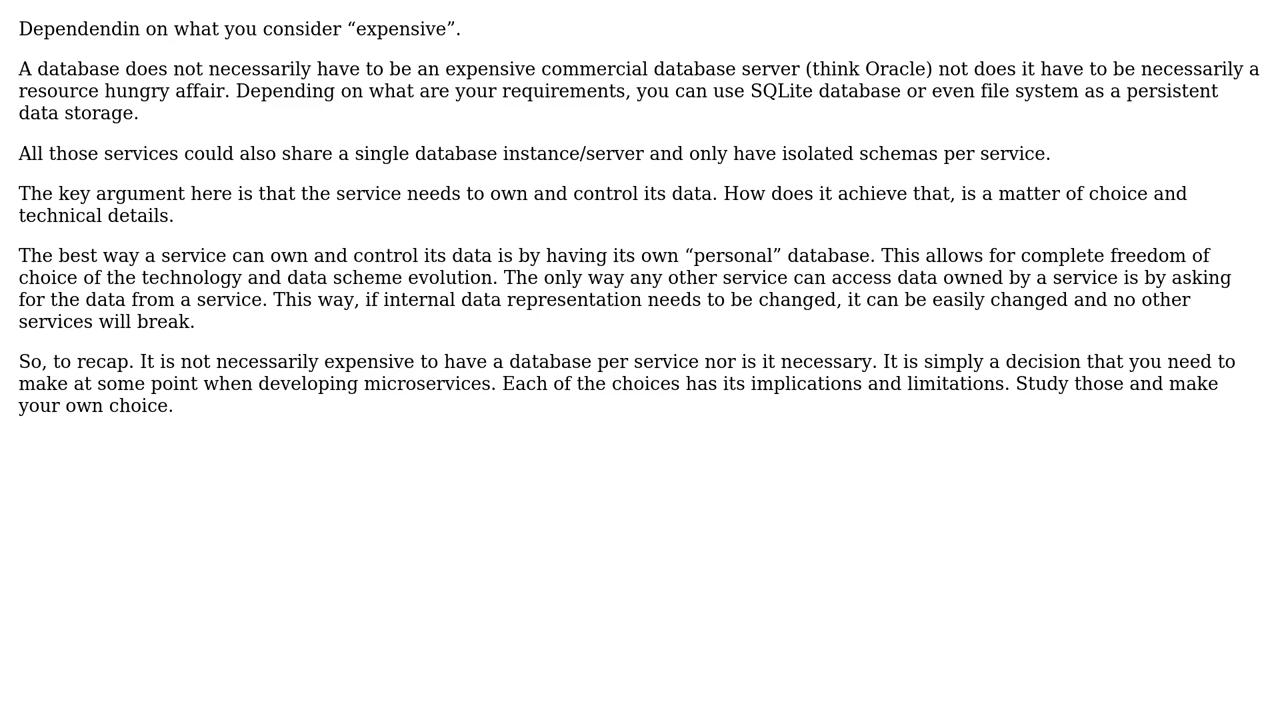 Dependendin on what you consider “expensive”.
A database does not necessarily have to be an expensive commercial database server (think Oracle) not does it have to be necessarily a
resource hungry affair. Depending on what are your requirements, you can use SQLite database or even file system as a persistent
data storage.
All those services could also share a single database instance/server and only have isolated schemas per service.
The key argument here is that the service needs to own and control its data. How does it achieve that, is a matter of choice and
technical details.
The best way a service can own and control its data is by having its own “personal” database. This allows for complete freedom of
choice of the technology and data scheme evolution. The only way any other service can access data owned by a service is by asking
for the data from a service. This way, if internal data representation needs to be changed, it can be easily changed and no other
services will break.
So, to recap. It is not necessarily expensive to have a database per service nor is it necessary. It is simply a decision that you need to
make at some point when developing microservices. Each of the choices has its implications and limitations. Study those and make
your own choice.